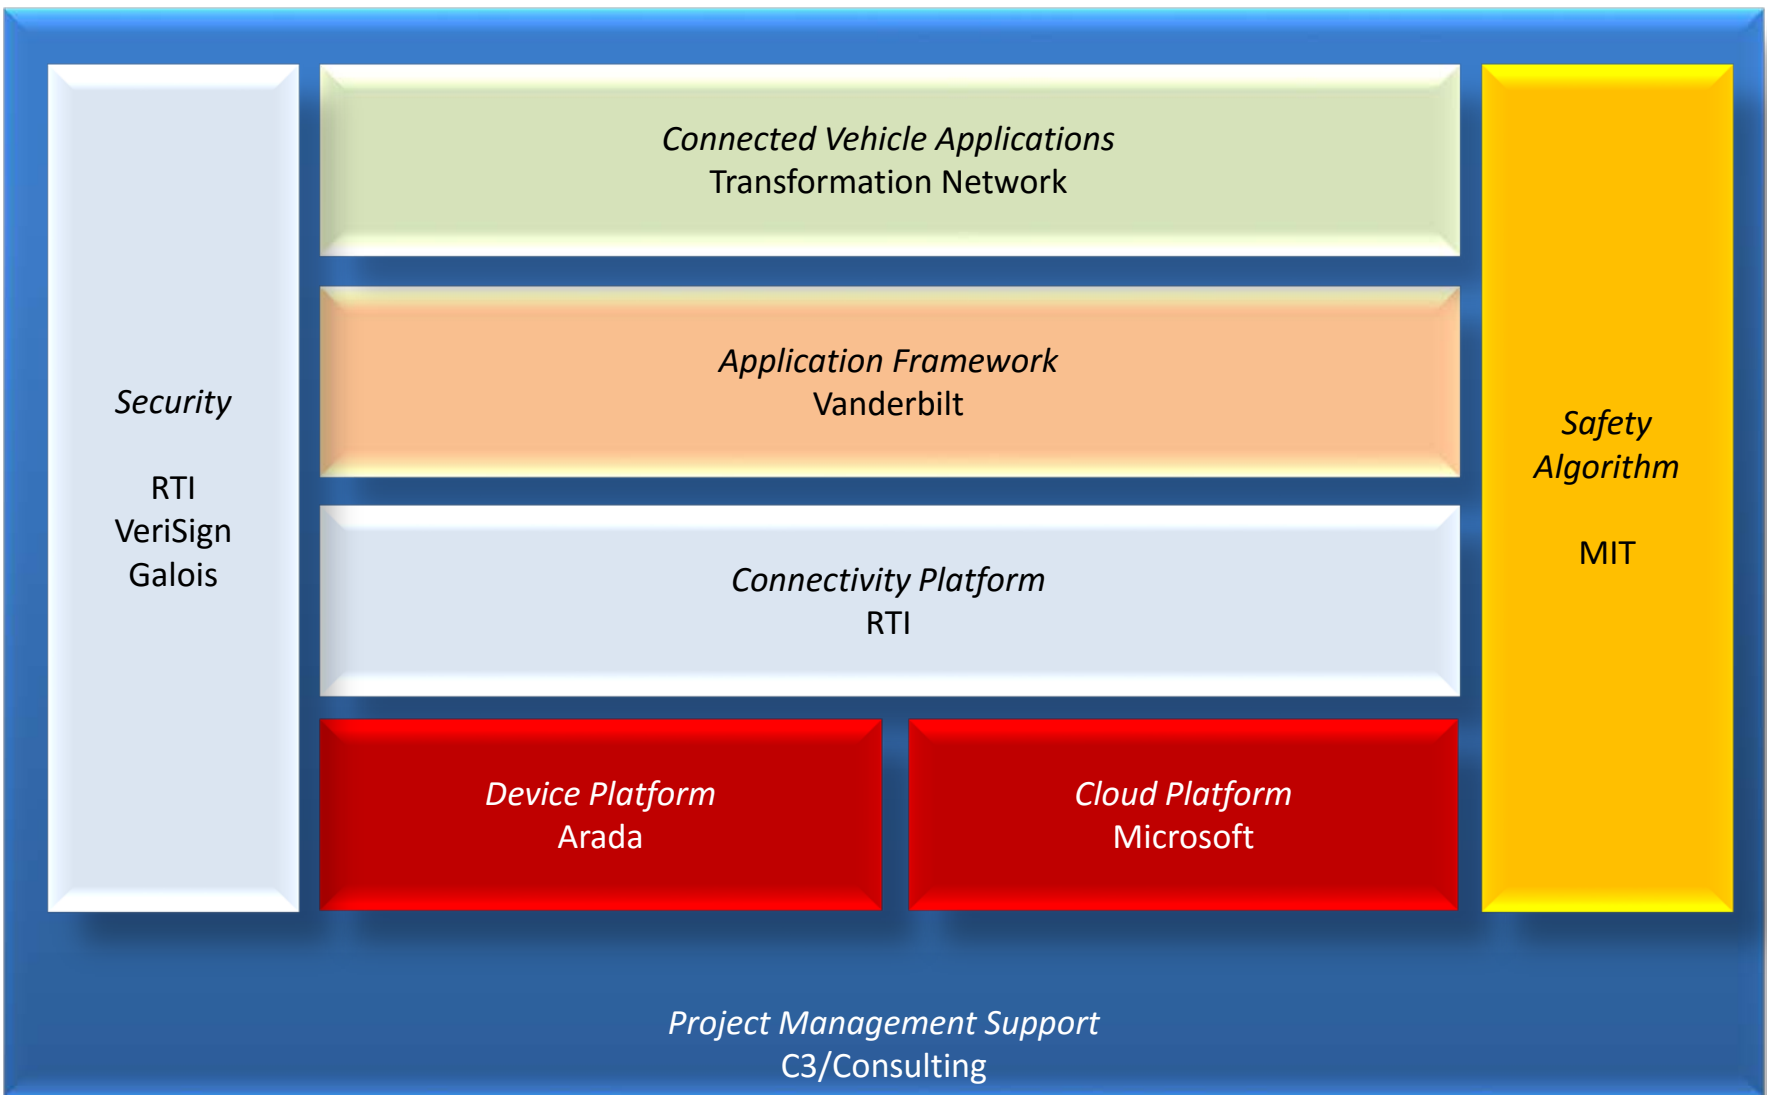 Connected Vehicle Applications
Transformation Network
Application Framework
Vanderbilt
Security
RTI
VeriSign
Galois
Safety
Algorithm
MIT
Connectivity Platform
RTI
Device Platform
Arada
Cloud Platform
Microsoft
Project Management Support
C3/Consulting